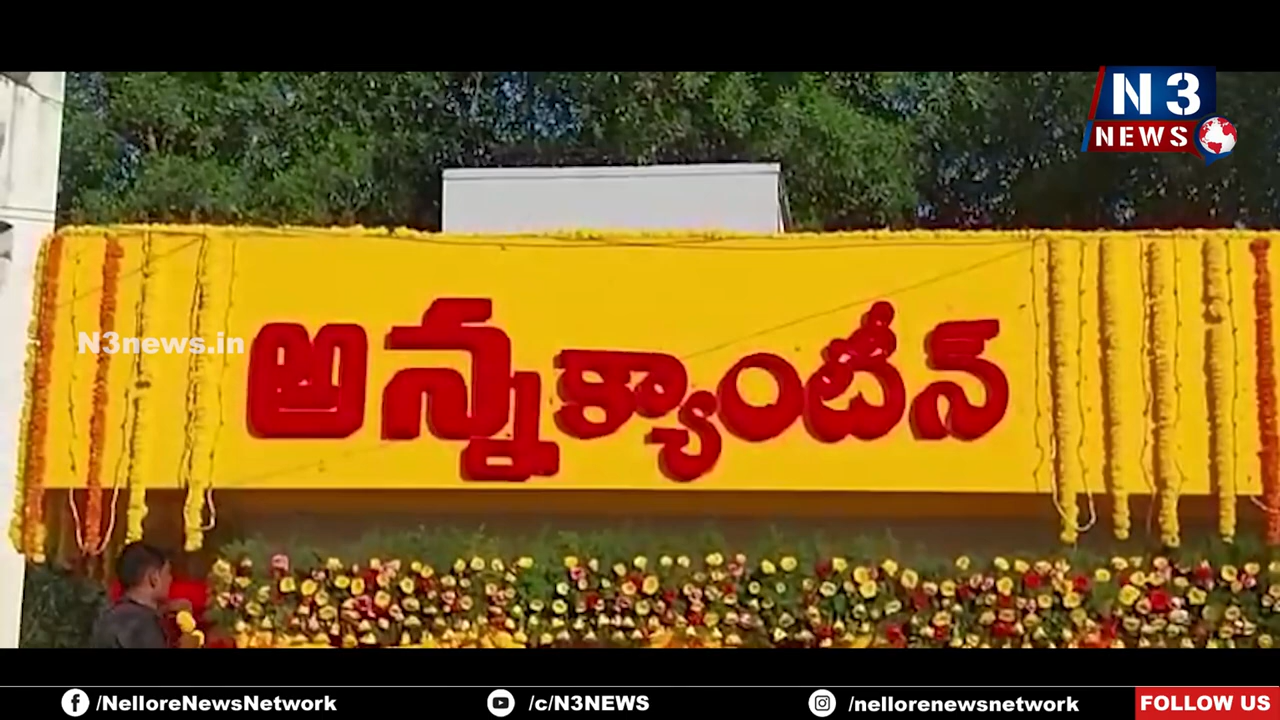 N3
NEWS
అన్నక్యాంటీన్
N3news.in
/NelloreNewsNetwork
/c/N3NEWS
/nellorenewsnetwork
FOLLOW US